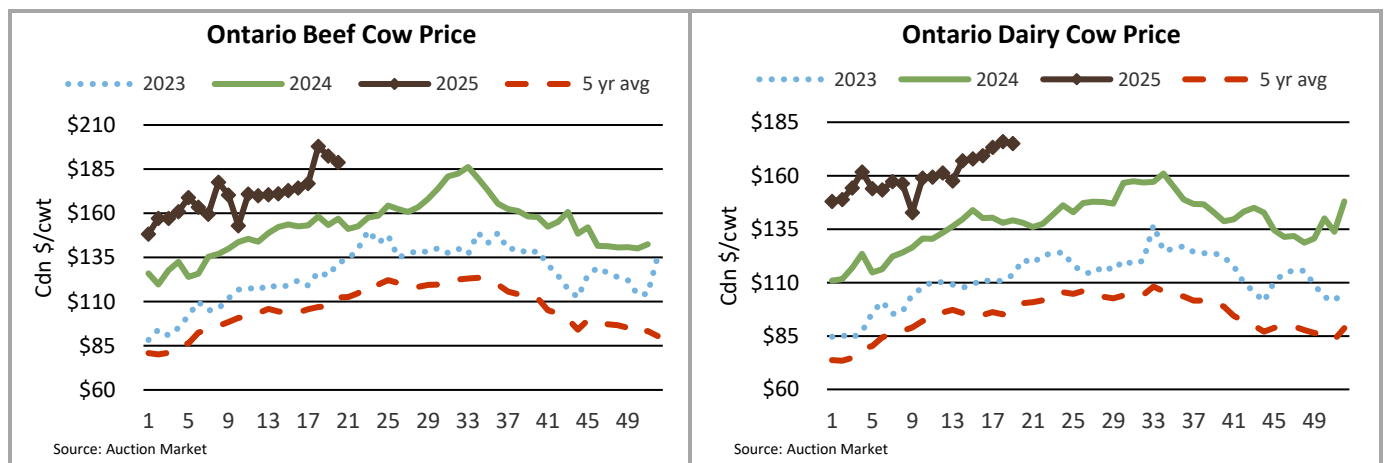 Ontario Beef Cow Price
2023 2024 2025 5 yr avg
Cdn $/cwt
$210
$185
$160
$135
$110
$85
$60
1 5 9 13 17 21 25 29 33 37 41 45 49
Source: Auction Market
Ontario Dairy Cow Price
2023 2024 2025 5 yr avg
Cdn $/cwt
$185
$160
$135
$110
$85
$60
1 5 9 13 17 21 25 29 33 37 41 45 49
Source: Auction Market